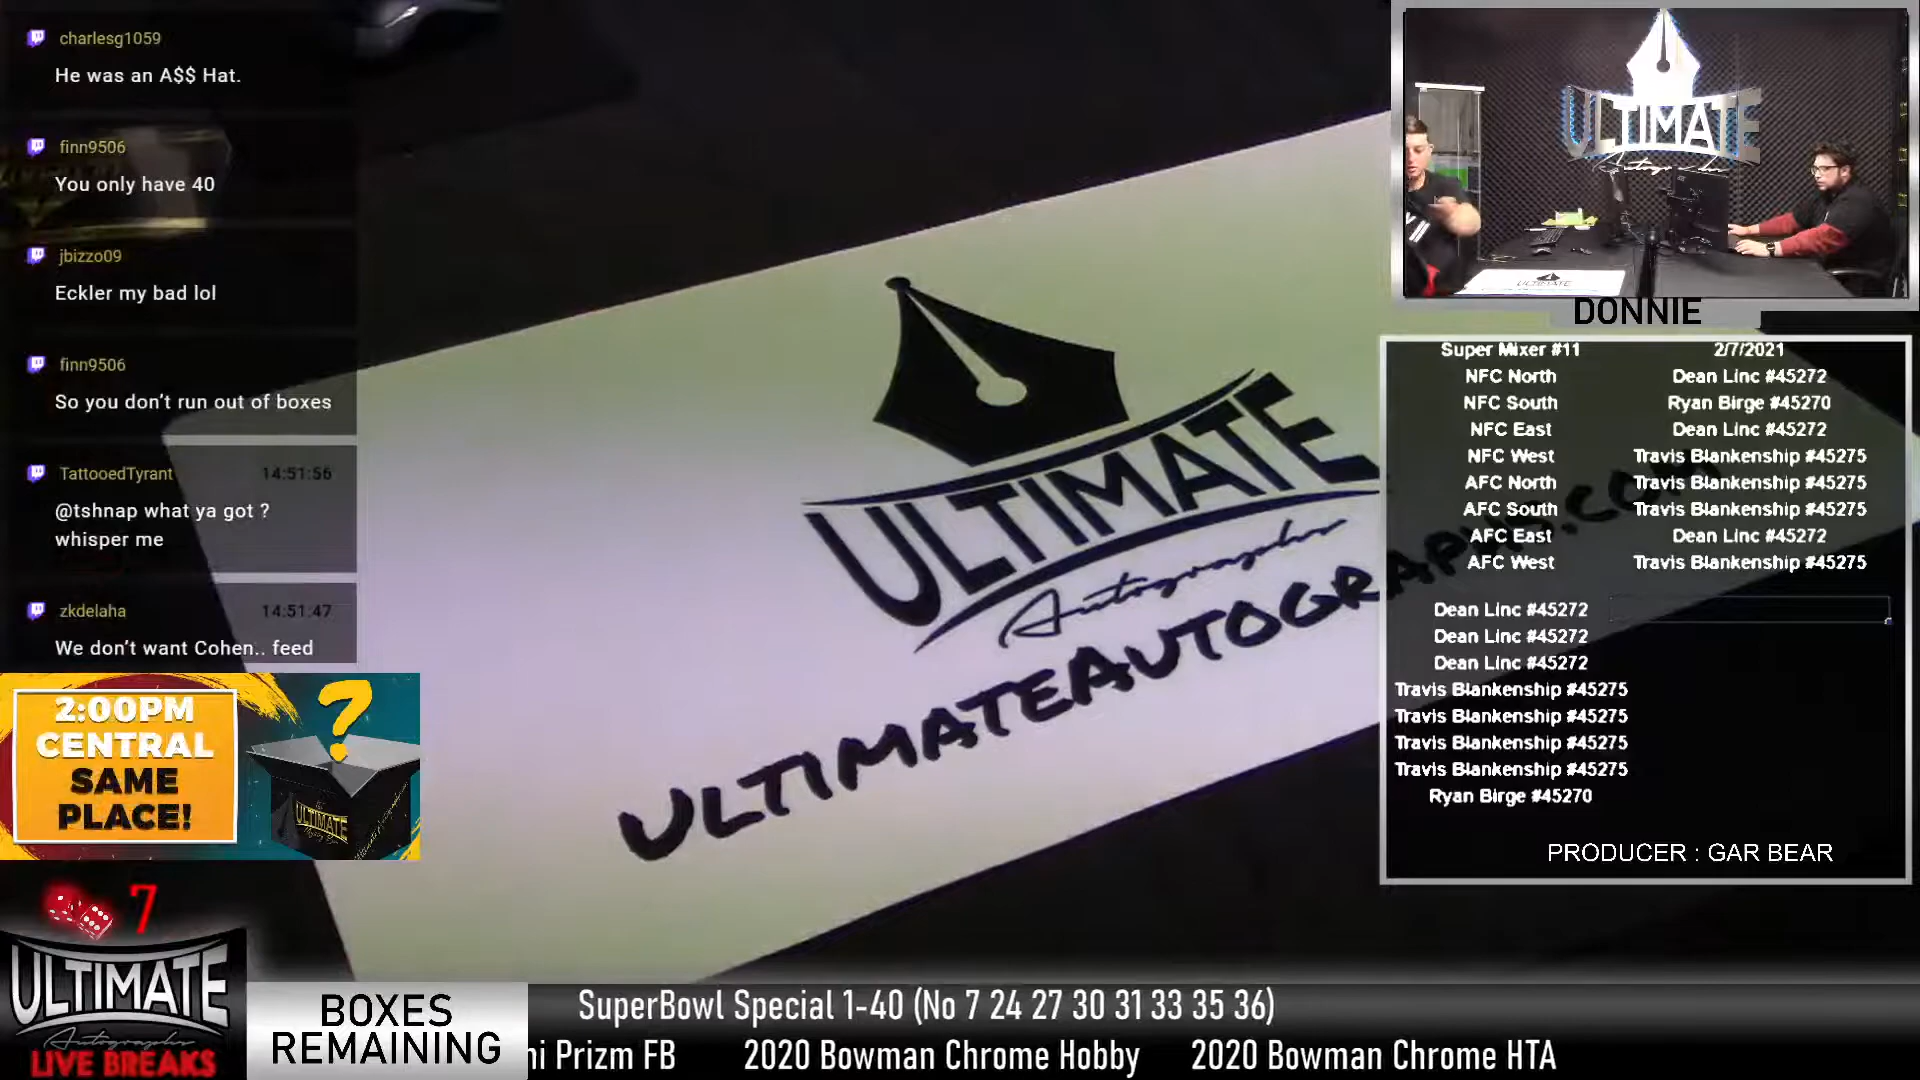 charlesg1059
He was an A$$ Hat.
finn9506
You only have 40
jbizzo09
Eckler my bad lol
finn9506
So you don't run out of boxes
TattooedTyrant 14:51:56
@tshnap what ya got ?
whisper me
zkdelaha 14:51:47
We don't want Cohen.. feed
2:00PM
CENTRAL
SAME
PLACE!
?
ULTIMATE
7
ULTIMATE
Autographs
LIVE BREAKS
BOXES
REMAINING
SuperBowl Special 1-40 (No 7 24 27 30 31 33 35 36)
ni Prizm FB 2020 Bowman Chrome Hobby 2020 Bowman Chrome HTA
ULTIMATE
Autographs
ULTIMATEAUTOGRAPHS.COM
ULTIMATE
Autographs
ULTIMATE
DONNIE
Super Mixer #11 2/7/2021
NFC North Dean Linc #45272
NFC South Ryan Birge #45270
NFC East Dean Linc #45272
NFC West Travis Blankenship #45275
AFC North Travis Blankenship #45275
AFC South Travis Blankenship #45275
AFC East Dean Linc #45272
AFC West Travis Blankenship #45275
Dean Linc #45272
Dean Linc #45272
Dean Linc #45272
Travis Blankenship #45275
Travis Blankenship #45275
Travis Blankenship #45275
Travis Blankenship #45275
Ryan Birge #45270
PRODUCER : GAR BEAR